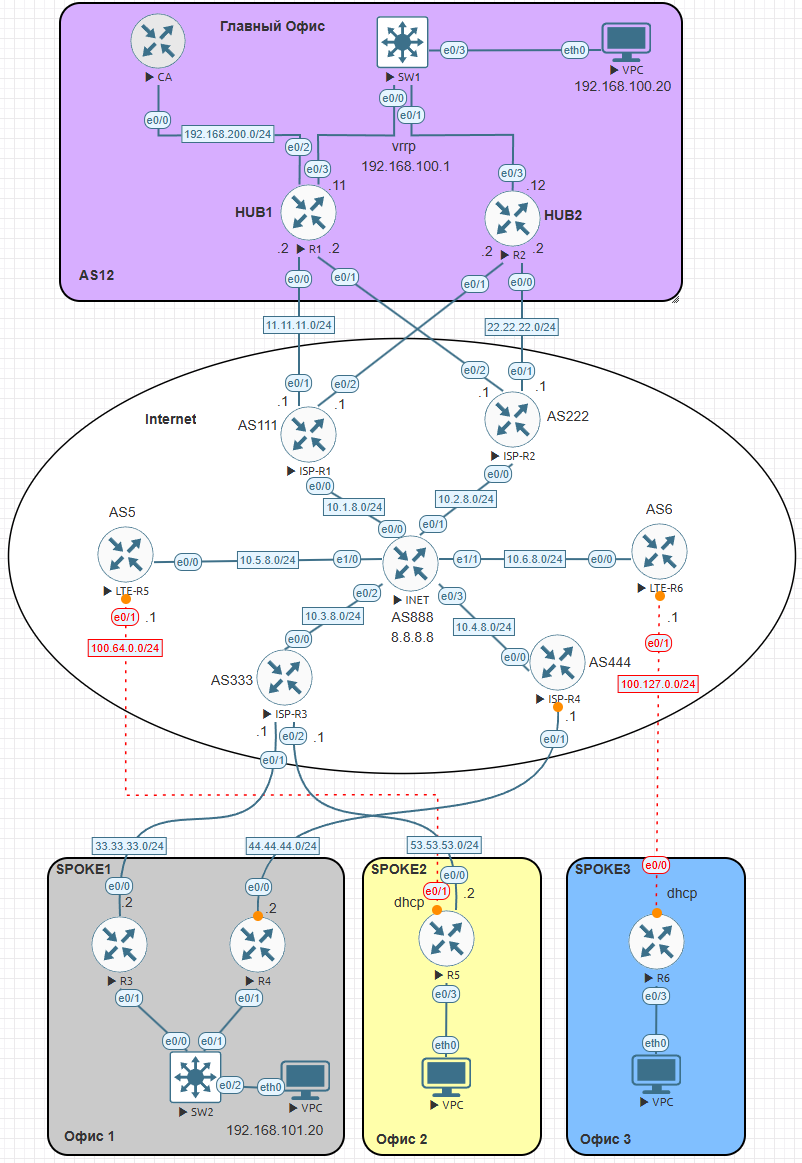 Главный Офис
CA
e0/0
192.168.200.0/24
e0/2
SW1
e0/3
eth0
VPC
192.168.100.20
e0/0
e0/1
vrrp
192.168.100.1
e0/3
.11
HUB1
.2
R1
.2
e0/3
.12
HUB2
.2
R2
.2
AS12
e0/0
e0/1
e0/1
e0/0
11.11.11.0/24
22.22.22.0/24
e0/1
e0/2
e0/2
e0/1
.1
.1
.1
.1
Internet
AS111
ISP-R1
AS222
ISP-R2
e0/0
e0/0
10.1.8.0/24
10.2.8.0/24
e0/0
e0/1
AS5
LTE-R5
e0/0
10.5.8.0/24
e1/0
e1/1
10.6.8.0/24
e0/0
AS6
LTE-R6
INET
AS888
8.8.8.8
e0/2
e0/3
10.3.8.0/24
10.4.8.0/24
e0/0
e0/0
e0/1
.1
100.64.0.0/24
.1
e0/1
100.127.0.0/24
AS333
ISP-R3
AS444
ISP-R4
.1
e0/1
e0/2
.1
.1
e0/1
33.33.33.0/24
44.44.44.0/24
53.53.53.0/24
SPOKE1
e0/0
.2
e0/0
.2
R3
R4
e0/1
e0/1
e0/0
e0/1
SW2
e0/2
eth0
VPC
192.168.101.20
Офис 1
SPOKE2
e0/0
e0/1
dhcp
.2
R5
e0/3
eth0
VPC
Офис 2
SPOKE3
e0/0
dhcp
R6
e0/3
eth0
VPC
Офис 3